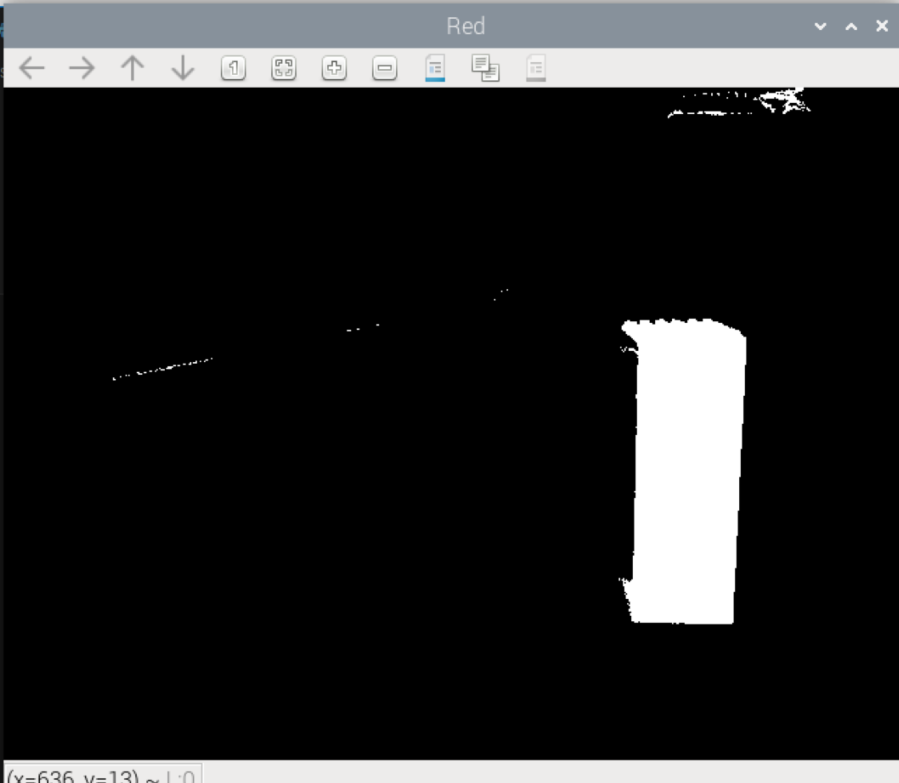 Red
(x=636, y=13) ~ L:0